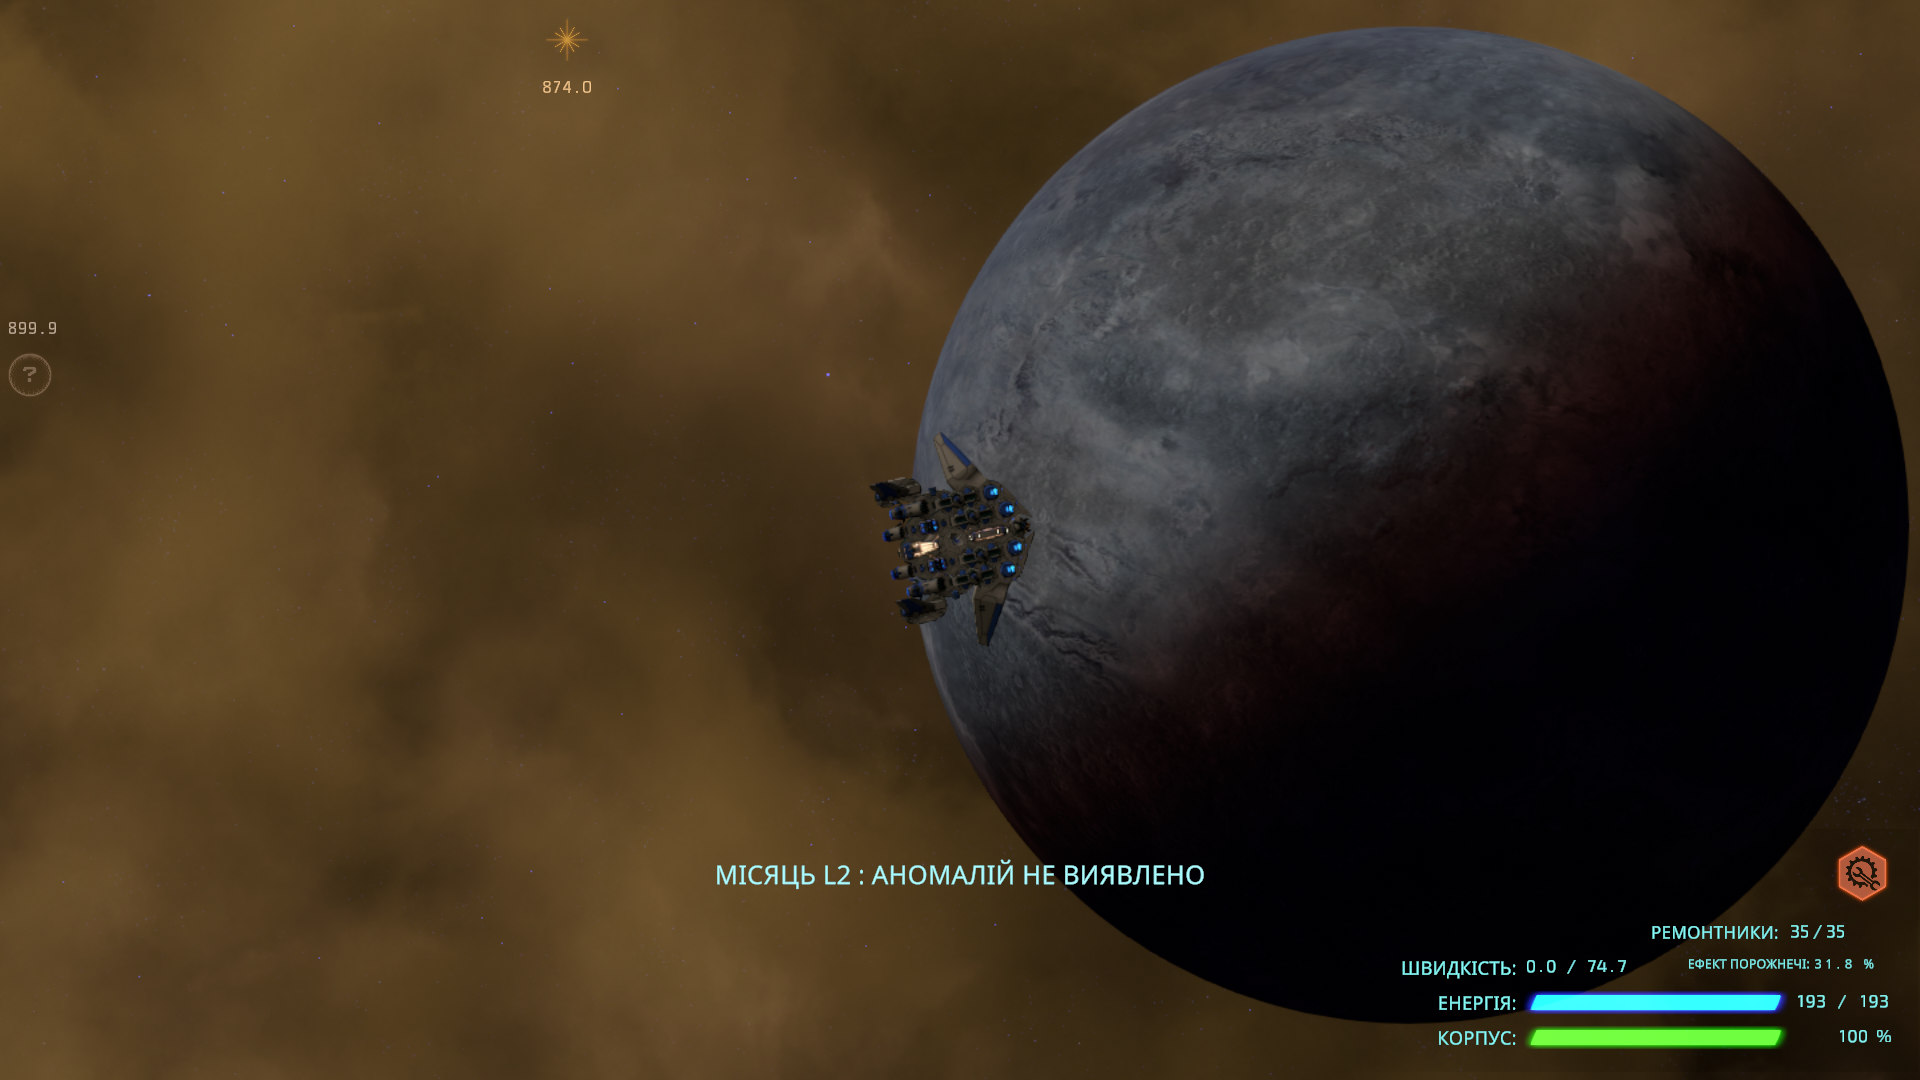 874.0
899.9
?
МІСЯЦЬ L2 : АНОМАЛІЙ НЕ ВИЯВЛЕНО
РЕМОНТНИКИ: 35/35
ШВИДКІСТЬ: 0.0 / 74.7 ЕФЕКТ ПОРОЖНЕЧІ: 31.8 %
ЕНЕРГІЯ: 193 / 193
КОРПУС: 100 %